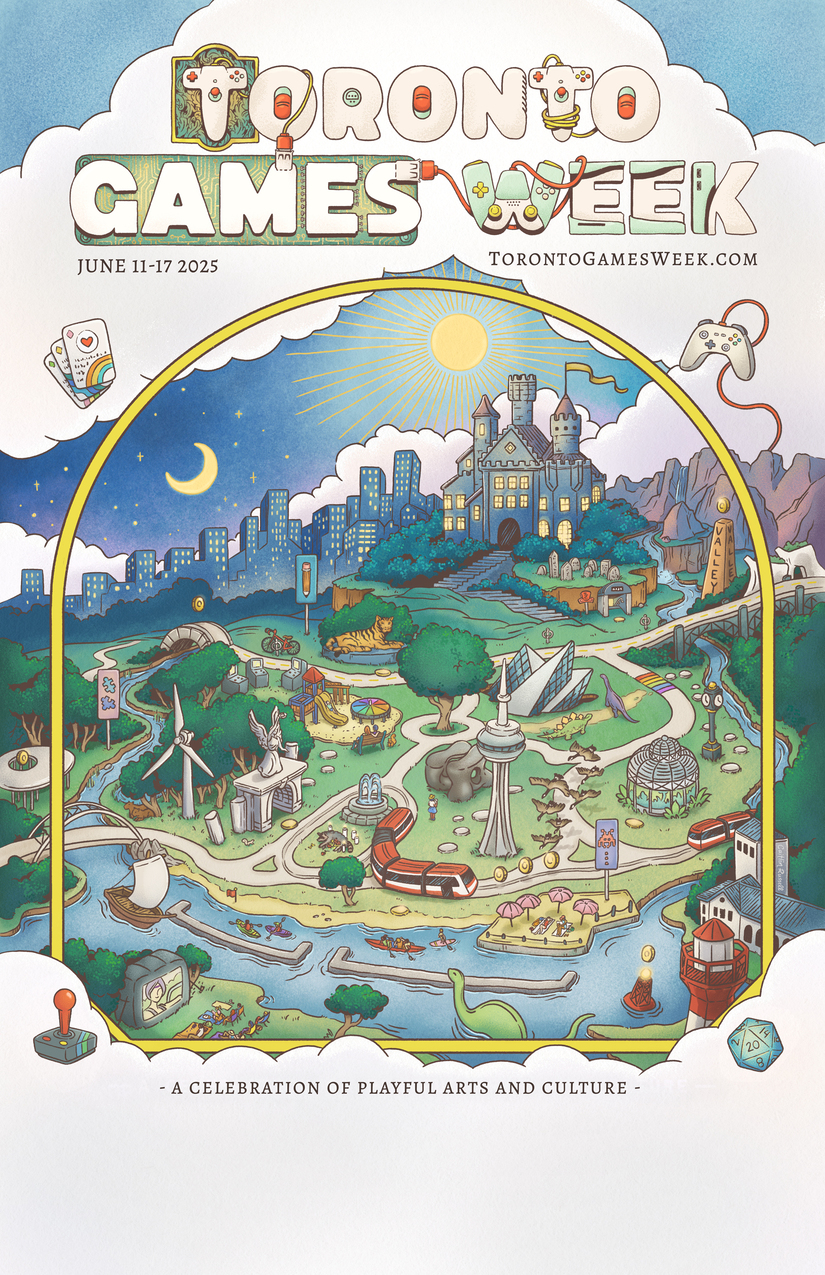 TORONTO
GAMES WEEK
JUNE 11-17 2025
TORONTOGAMESWEEK.COM
VALLEY
- A CELEBRATION OF PLAYFUL ARTS AND CULTURE -